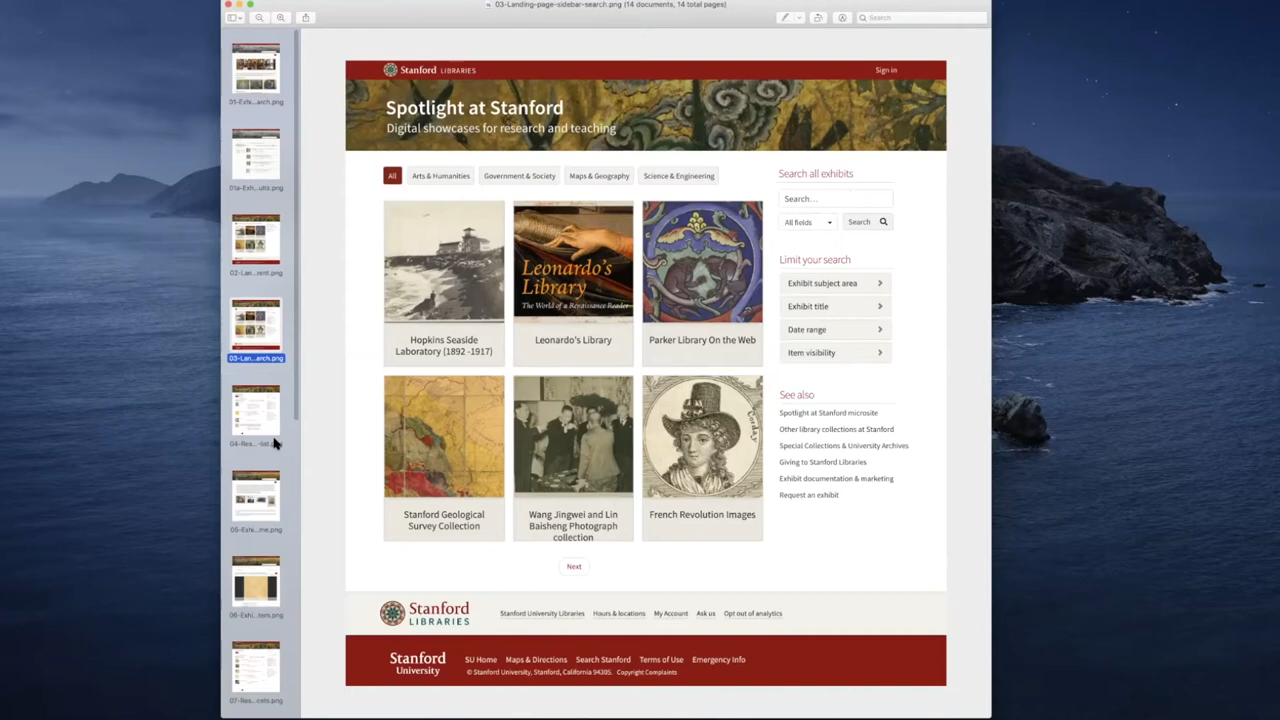 03-Landing-page-sidebar-search.png (14 documents, 14 total pages)
Search
01-Exhi...arch.png
01a-Exh...ults.png
02-Lan...rent.png
03-Lan...arch.png
04-Res...-list.png
05-Exhi...me.png
06-Exhi...tem.png
07-Res...cets.png
Stanford LIBRARIES
Sign in
Spotlight at Stanford
Digital showcases for research and teaching
All
Arts & Humanities
Government & Society
Maps & Geography
Science & Engineering
Leonardo's
Library
The World of a Renaissance Reader
Hopkins Seaside
Laboratory (1892 -1917)
Leonardo's Library
Parker Library On the Web
Corday
Stanford Geological
Survey Collection
Wang Jingwei and Lin
Baisheng Photograph
collection
French Revolution Images
Next
Search all exhibits
Search...
All fields
Search
Limit your search
Exhibit subject area
Exhibit title
Date range
Item visibility
See also
Spotlight at Stanford microsite
Other library collections at Stanford
Special Collections & University Archives
Giving to Stanford Libraries
Exhibit documentation & marketing
Request an exhibit
Stanford
LIBRARIES
Stanford University Libraries
Hours & locations
My Account
Ask us
Opt out of analytics
Stanford
University
SU Home
Maps & Directions
Search Stanford
Terms of Use
Emergency Info
© Stanford University, Stanford, California 94305.
Copyright Complaints